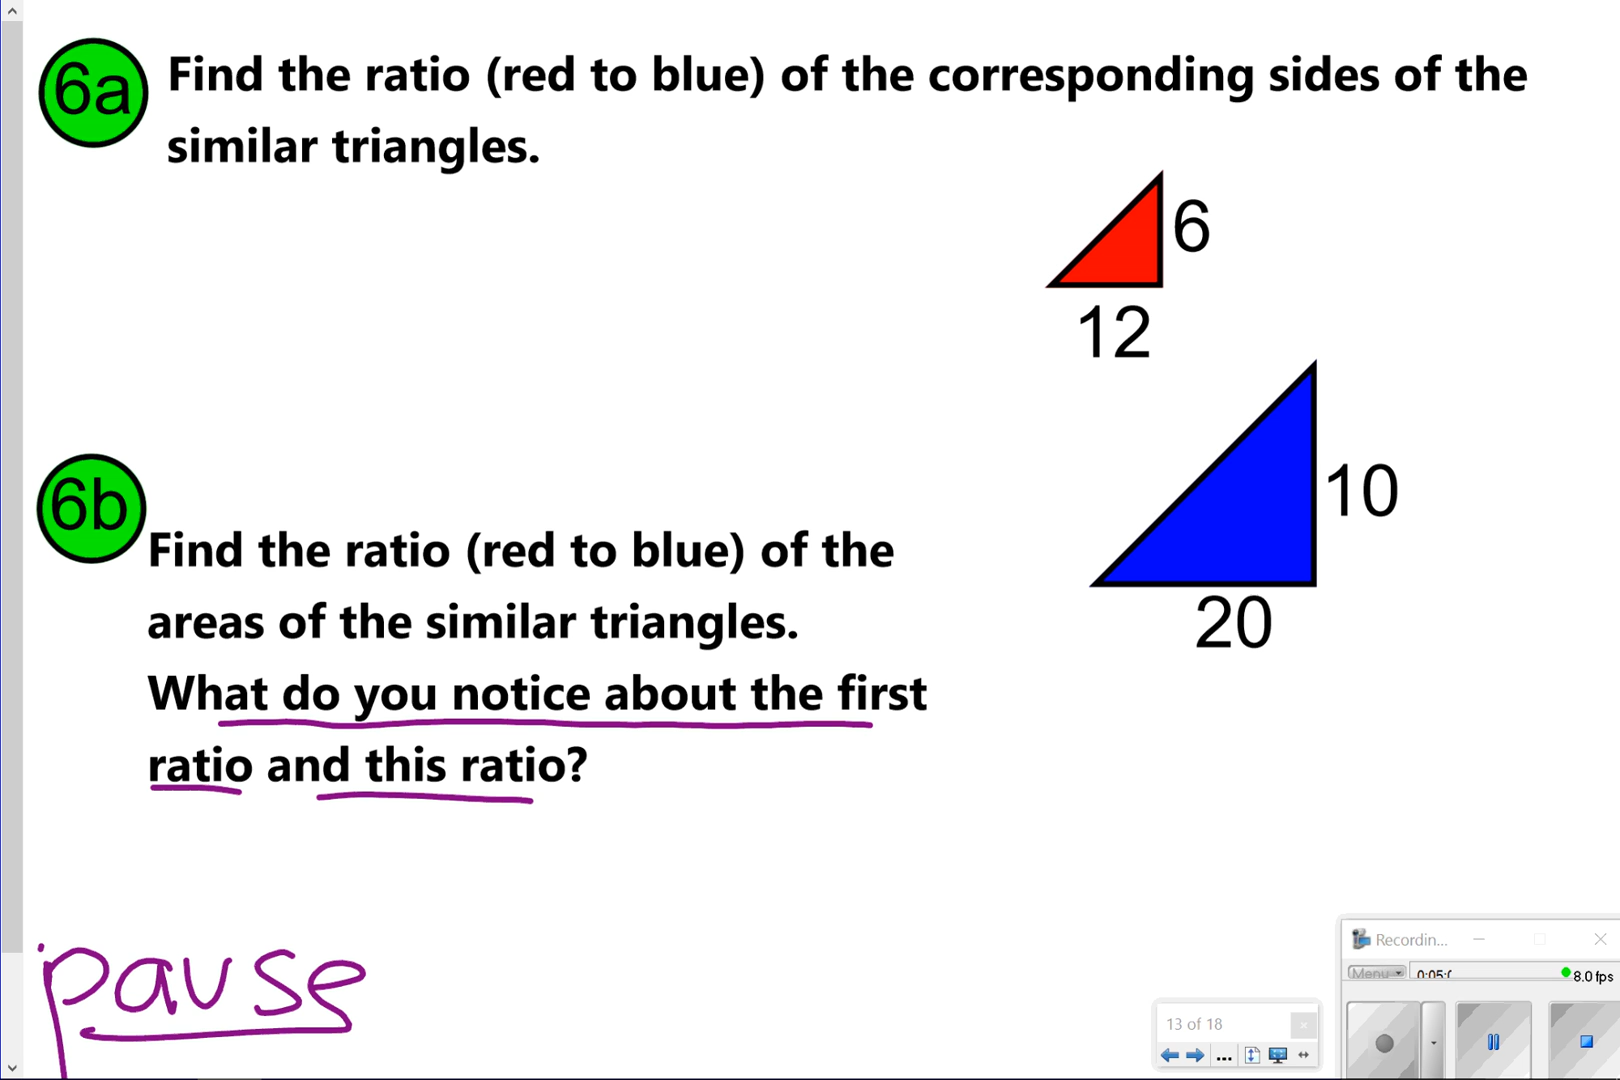 6a Find the ratio (red to blue) of the corresponding sides of the
similar triangles.
6
12
10
20
6b
Find the ratio (red to blue) of the
areas of the similar triangles.
What do you notice about the first
ratio and this ratio?
pause
Recordin...
Menu
8.0 fps
13 of 18
...